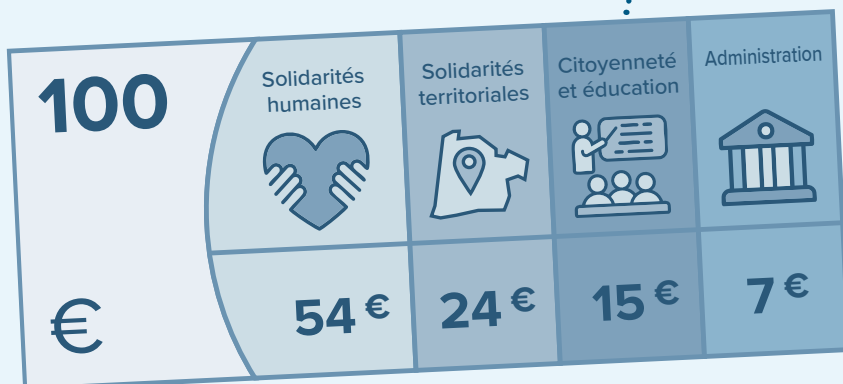 ?
100
€
Solidarités
humaines
54 €
Solidarités
territoriales
24 €
Citoyenneté
et éducation
15 €
Administration
7 €